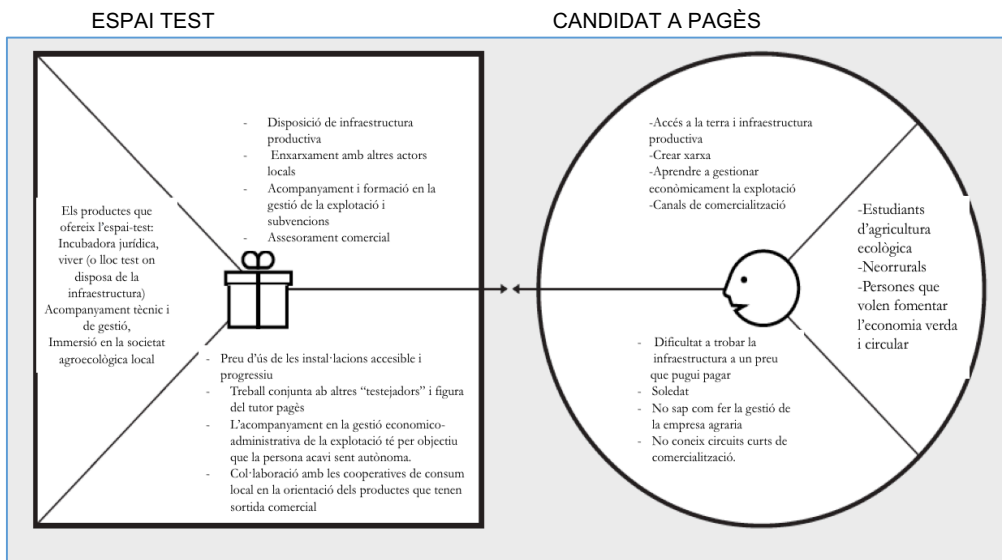 ESPAI TEST
CANDIDAT A PAGÈS
- Disposició de infraestructura
productiva
- Enxarxament amb altres actors
locals
- Acompanyament i formació en la
gestió de la explotació i
subvencions
- Assesorament comercial
Els productes que
ofereix l'espai-test:
Incubadora jurídica,
viver (o lloc test on
disposa de la
infraestructura)
Acompanyament tècnic i
de gestió,
Immersió en la societat
agroecològica local
- Preu d'ús de les instal·lacions accesible i
progressiu
- Treball conjunta ab altres “testejadors” i figura
del tutor pagès
- L'acompanyament en la gestió economico-
administrativa de la explotació té per objectiu
que la persona acavi sent autònoma.
- Col·laboració amb les cooperatives de consum
local en la orientació dels productes que tenen
sortida comercial
-Accés a la terra i infraestructura
productiva
-Crear xarxa
-Aprendre a gestionar
econòmicament la explotació
-Canals de comercialització
-Estudiants
d'agricultura
ecològica
-Neorrurals
-Persones que
volen fomentar
l'economia verda
i circular
- Dificultat a trobar la
infraestructura a un preu
que pugui pagar
- Soledat
- No sap com fer la gestió de
la empresa agraria
- No coneix circuits curts de
comercialització.